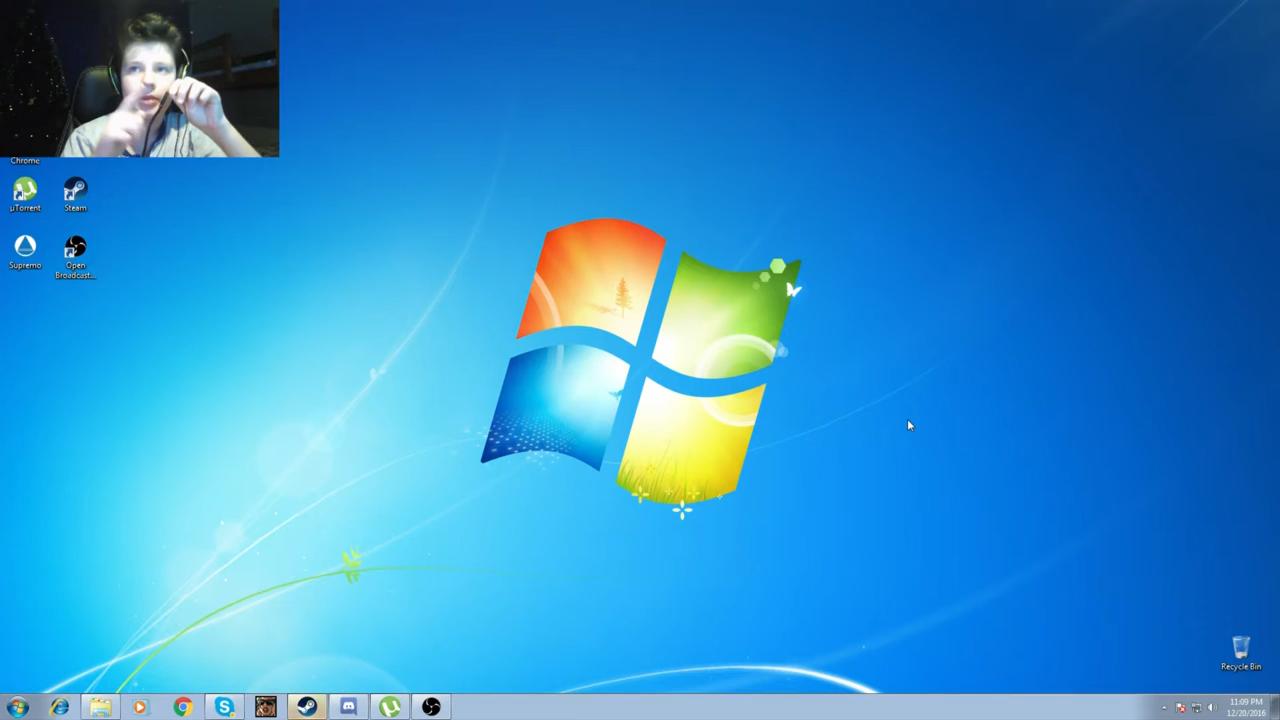 Chrome
µTorrent
Steam
Supremo
Open
Broadcast...
Recycle Bin
11:09 PM
12/20/2016